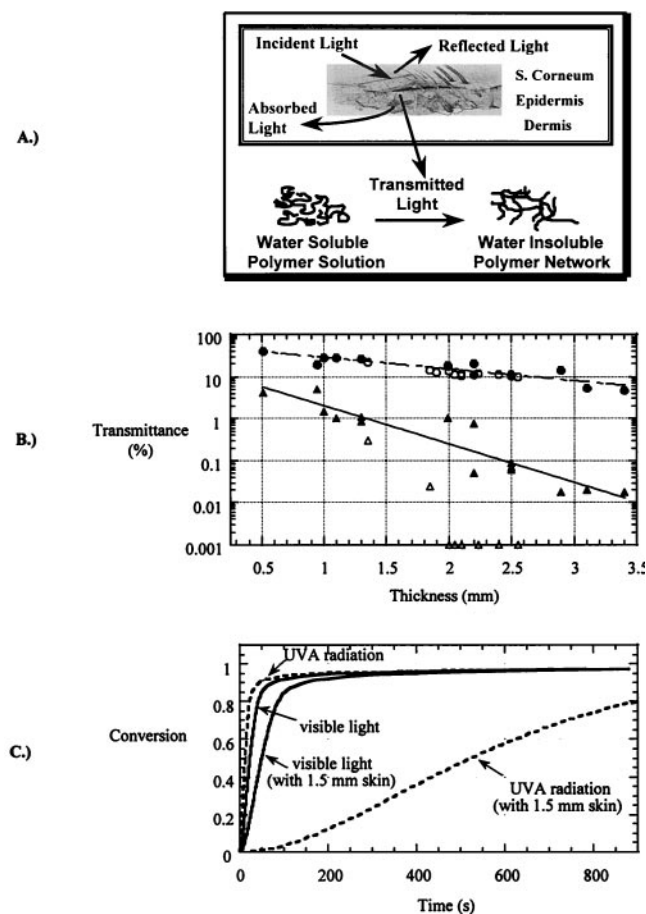 A.)
Incident Light
Reflected Light
S. Corneum
Absorbed
Light
Epidermis
Dermis
Transmitted
Light
Water Soluble
Polymer Solution
Water Insoluble
Polymer Network
B.)
Transmittance
(%)
100
10
1
0.1
0.01
0.001
0.5
1
1.5
2
2.5
3
3.5
Thickness (mm)
C.)
Conversion
1
0.8
0.6
0.4
0.2
0
UVA radiation
visible light
visible light
(with 1.5 mm skin)
UVA radiation
(with 1.5 mm skin)
0
200
400
600
800
Time (s)